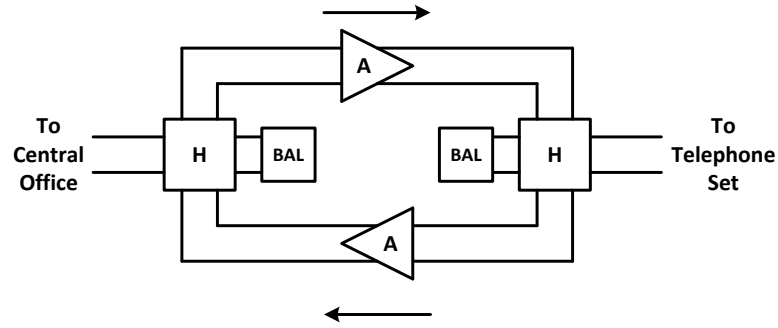 A
To
Central
Office
H
BAL
BAL
H
To
Telephone
Set
A